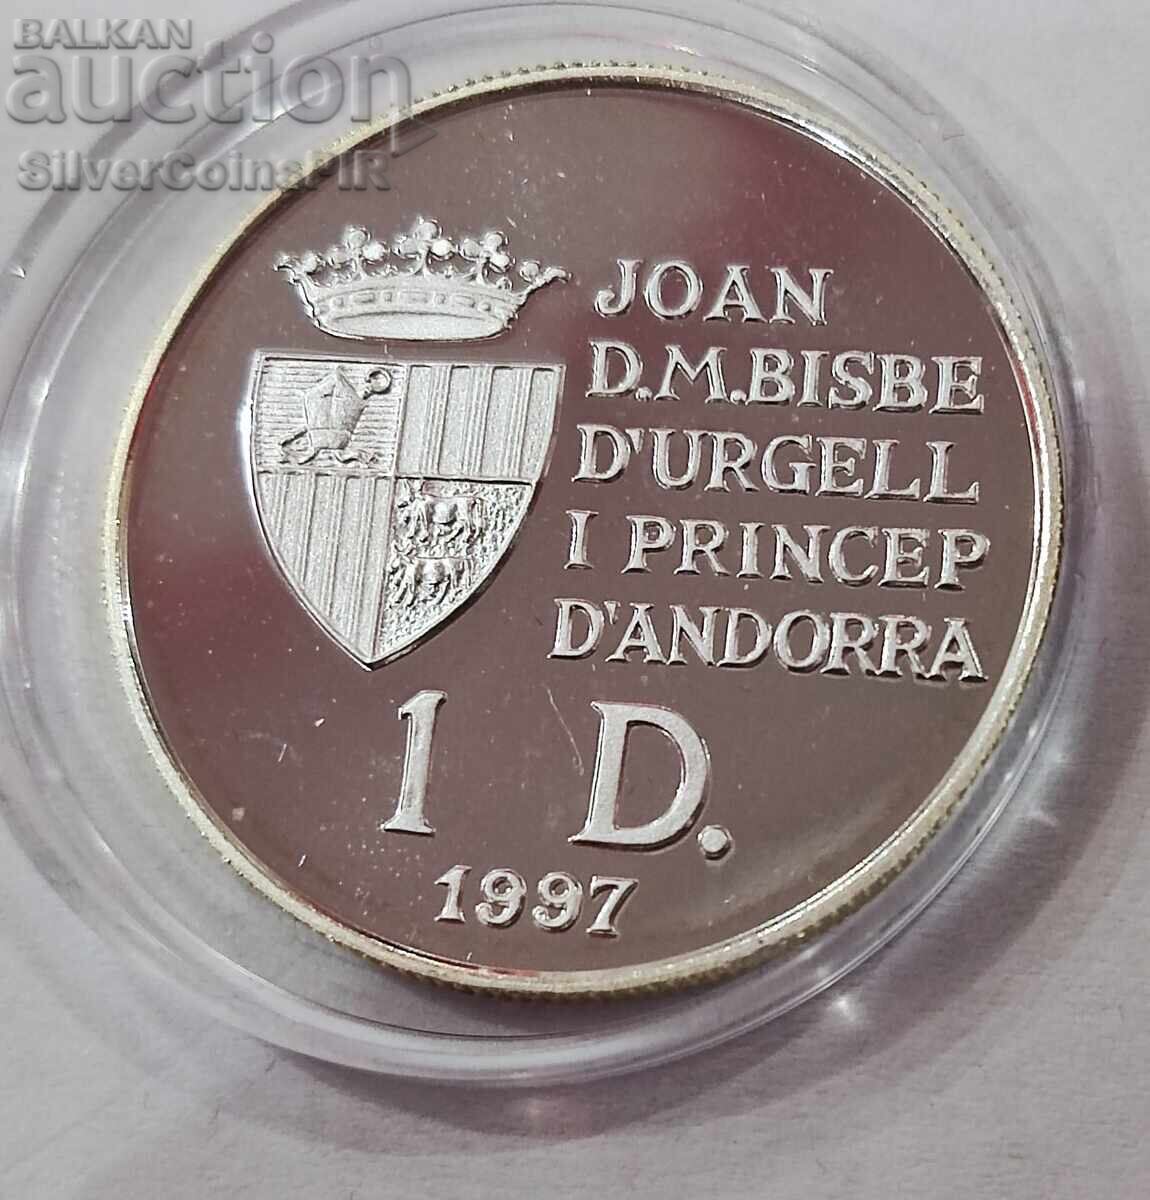 BALKAN
auction
SilverCoinsPIR
JOAN
D.M.BISBE
D'URGELL
I PRINCEP
D'ANDORRA
1 D.
1997